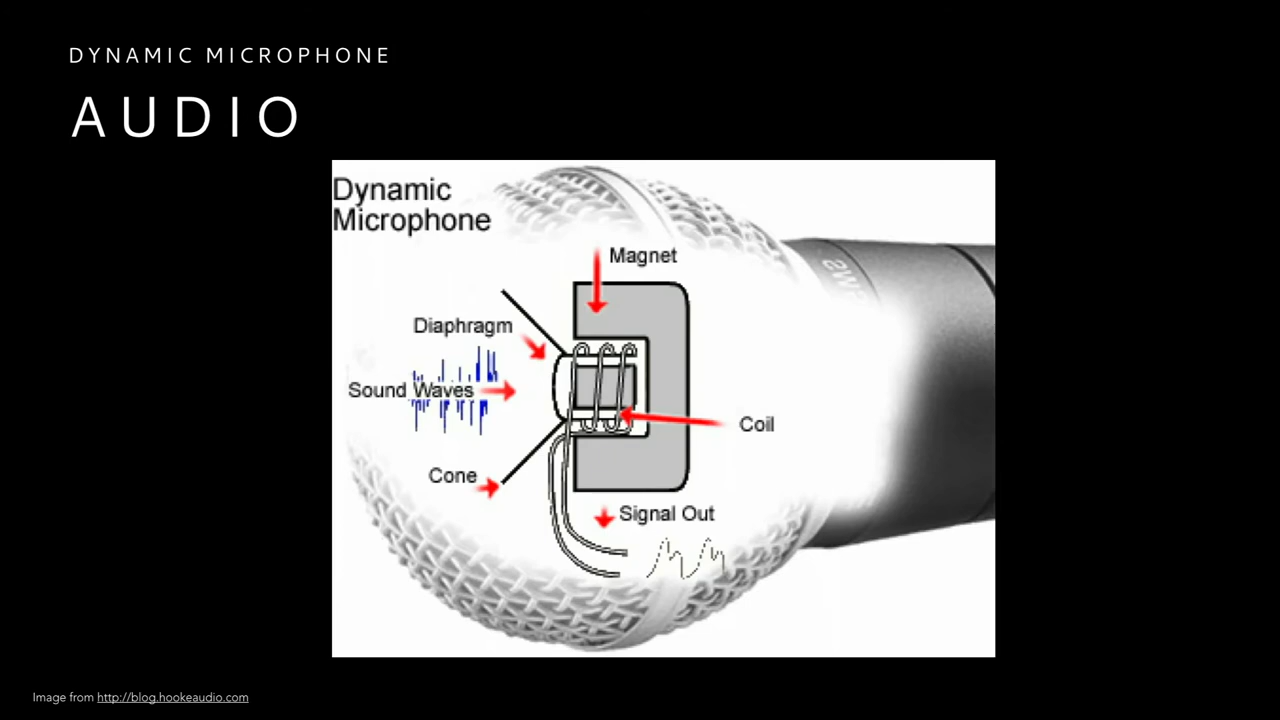 DYNAMIC MICROPHONE
AUDIO
Dynamic
Microphone
Magnet
Diaphragm
Sound Waves
Coil
Cone
Signal Out
Image from http://blog.hookeaudio.com